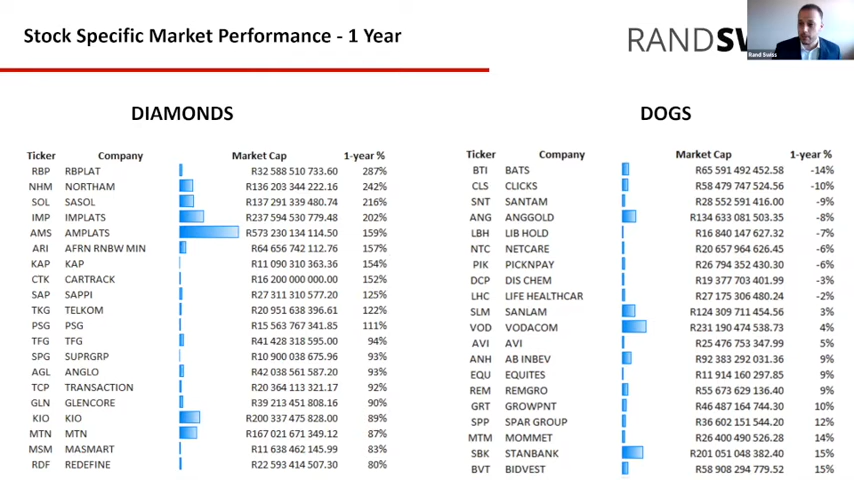 Stock Specific Market Performance - 1 Year
RANDSW
Rand Swiss
DIAMONDS
Ticker Company Market Cap 1-year %
RBP RBPLAT R32 588 510 733.60 287%
NHM NORTHAM R136 203 344 222.16 242%
SOL SASOL R137 291 339 480.74 216%
IMP IMPLATS R237 594 530 779.48 202%
AMS AMPLATS R573 230 134 114.50 159%
ARI AFRN RNBW MIN R64 656 742 112.76 157%
KAP KAP R11 090 310 363.36 154%
CTK CARTRACK R16 200 000 000.00 152%
SAP SAPPI R27 311 310 577.20 125%
TKG TELKOM R20 951 638 396.61 122%
PSG PSG R15 563 767 341.85 111%
TFG TFG R41 428 318 595.00 94%
SPG SUPRGRP R10 900 038 675.96 93%
AGL ANGLO R42 038 561 587.20 93%
TCP TRANSACTION R20 364 113 321.17 92%
GLN GLENCORE R39 213 451 808.16 90%
KIO KIO R200 337 475 828.00 89%
MTN MTN R167 021 671 349.12 87%
MSM MASMART R11 638 462 145.99 83%
RDF REDEFINE R22 593 414 507.30 80%
DOGS
Ticker Company Market Cap 1-year %
BTI BATS R65 591 492 452.58 -14%
CLS CLICKS R58 479 747 524.56 -10%
SNT SANTAM R28 552 591 416.00 -9%
ANG ANGGOLD R134 633 081 503.35 -8%
LBH LIB HOLD R16 840 147 627.32 -7%
NTC NETCARE R20 657 964 626.45 -6%
PIK PICKNPAY R26 794 352 430.30 -6%
DCP DIS CHEM R19 377 703 401.99 -3%
LHC LIFE HEALTHCAR R27 175 306 480.24 -2%
SLM SANLAM R124 309 711 454.56 3%
VOD VODACOM R231 190 474 538.73 4%
AVI AVI R25 476 753 347.99 5%
ANH AB INBEV R92 383 292 031.36 9%
EQU EQUITES R11 914 160 297.85 9%
REM REMGRO R55 673 629 136.40 9%
GRT GROWPNT R46 487 164 744.30 10%
SPP SPAR GROUP R36 602 151 544.20 12%
MTM MOMMET R26 400 490 526.28 14%
SBK STANBANK R201 051 048 382.40 15%
BVT BIDVEST R58 908 294 779.52 15%